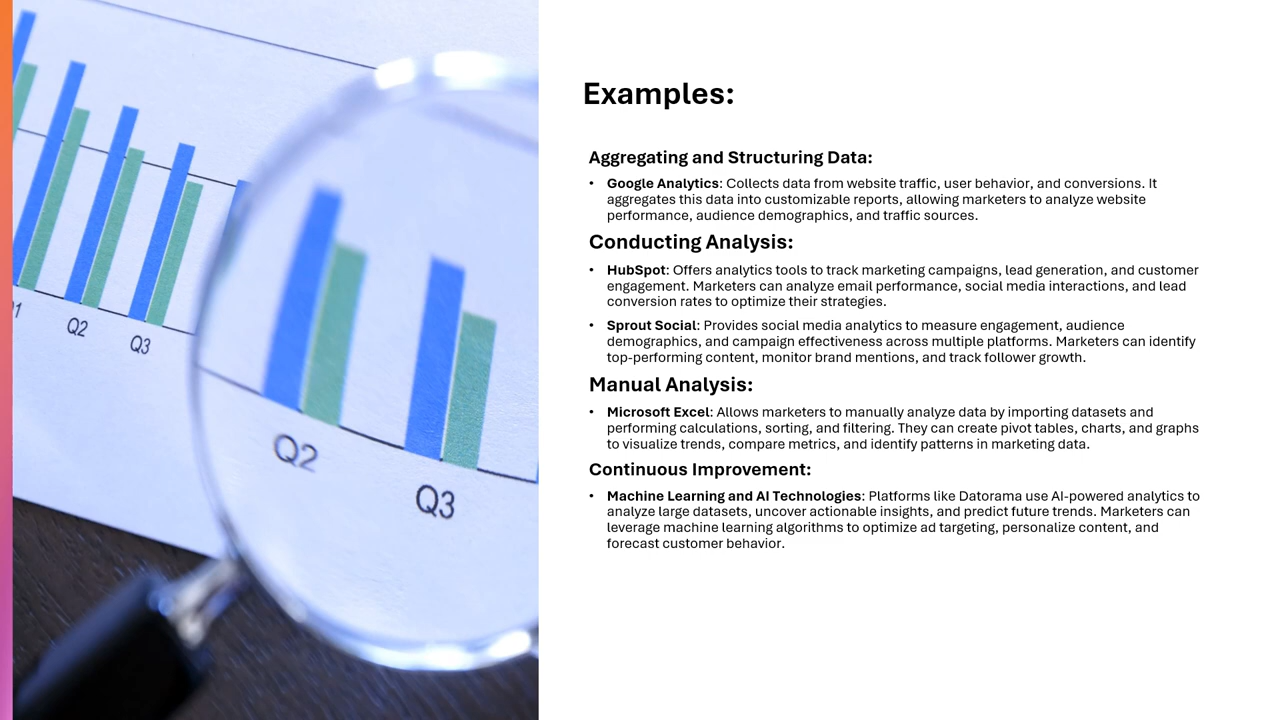 Examples:
Aggregating and Structuring Data:
• Google Analytics: Collects data from website traffic, user behavior, and conversions. It
aggregates this data into customizable reports, allowing marketers to analyze website
performance, audience demographics, and traffic sources.
Conducting Analysis:
• HubSpot: Offers analytics tools to track marketing campaigns, lead generation, and customer
engagement. Marketers can analyze email performance, social media interactions, and lead
conversion rates to optimize their strategies.
• Sprout Social: Provides social media analytics to measure engagement, audience
demographics, and campaign effectiveness across multiple platforms. Marketers can identify
top-performing content, monitor brand mentions, and track follower growth.
Manual Analysis:
• Microsoft Excel: Allows marketers to manually analyze data by importing datasets and
performing calculations, sorting, and filtering. They can create pivot tables, charts, and graphs
to visualize trends, compare metrics, and identify patterns in marketing data.
Continuous Improvement:
• Machine Learning and AI Technologies: Platforms like Datorama use AI-powered analytics to
analyze large datasets, uncover actionable insights, and predict future trends. Marketers can
leverage machine learning algorithms to optimize ad targeting, personalize content, and
forecast customer behavior.
Q2
Q3
Q2
Q3